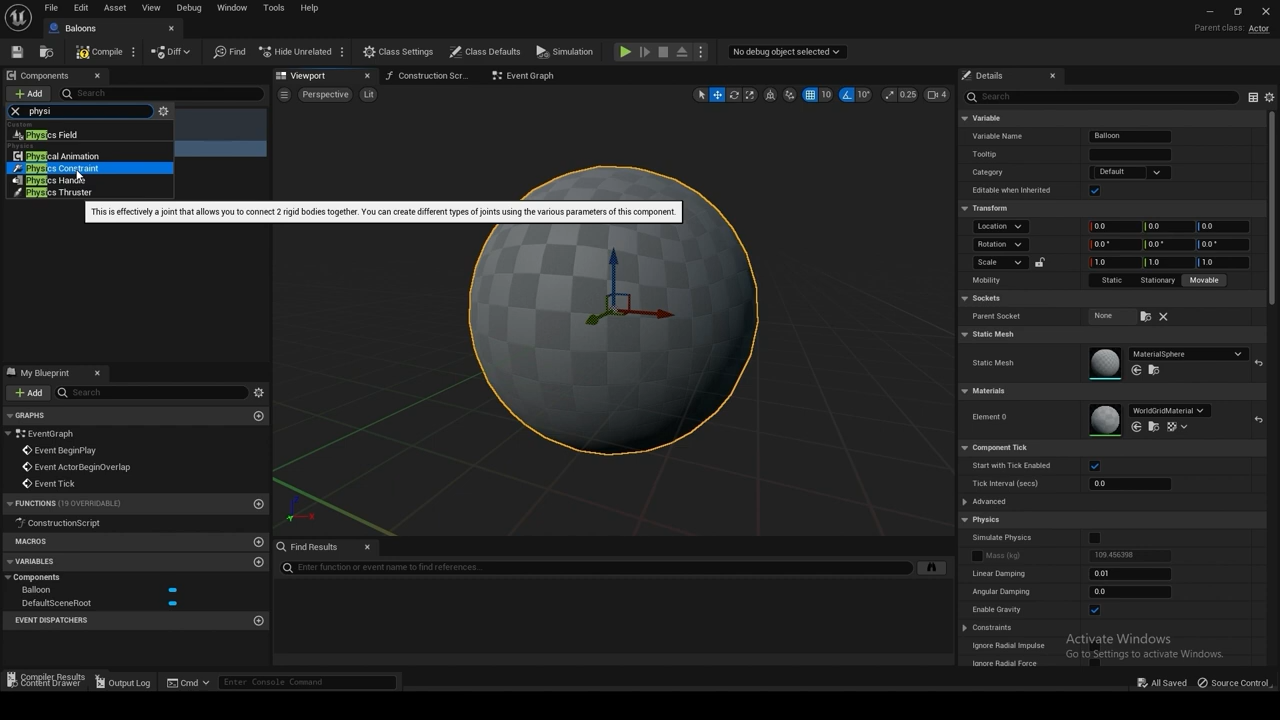 File Edit Asset View Debug Window Tools Help
Baloons
Parent class: Actor
Compile Diff Find Hide Unrelated Class Settings Class Defaults Simulation No debug object selected
Components
Add Search
physi
Custom
Physics Field
Physics
Physical Animation
Physics Constraint
Physics Handle
Physics Thruster
This is effectively a joint that allows you to connect 2 rigid bodies together. You can create different types of joints using the various parameters of this component.
Viewport Construction Scr... Event Graph
Perspective Lit 10 10° 0.25 4
My Blueprint
Add Search
GRAPHS
EventGraph
Event BeginPlay
Event ActorBeginOverlap
Event Tick
FUNCTIONS (19 OVERRIDABLE)
ConstructionScript
MACROS
VARIABLES
Components
Balloon
DefaultSceneRoot
EVENT DISPATCHERS
Find Results
Enter function or event name to find references...
Details
Search
Variable
Variable Name Balloon
Tooltip
Category Default
Editable when Inherited
Transform
Location 0.0 0.0 0.0
Rotation 0.0 ° 0.0 ° 0.0 °
Scale 1.0 1.0 1.0
Mobility Static Stationary Movable
Sockets
Parent Socket None
Static Mesh
Static Mesh MaterialSphere
Materials
Element 0 WorldGridMaterial
Component Tick
Start with Tick Enabled
Tick Interval (secs) 0.0
Advanced
Physics
Simulate Physics
Mass (kg) 109.456398
Linear Damping 0.01
Angular Damping 0.0
Enable Gravity
Constraints
Ignore Radial Impulse
Ignore Radial Force
Activate Windows
Go to Settings to activate Windows.
Compiler Results
Content Drawer Output Log Cmd Enter Console Command All Saved Source Control